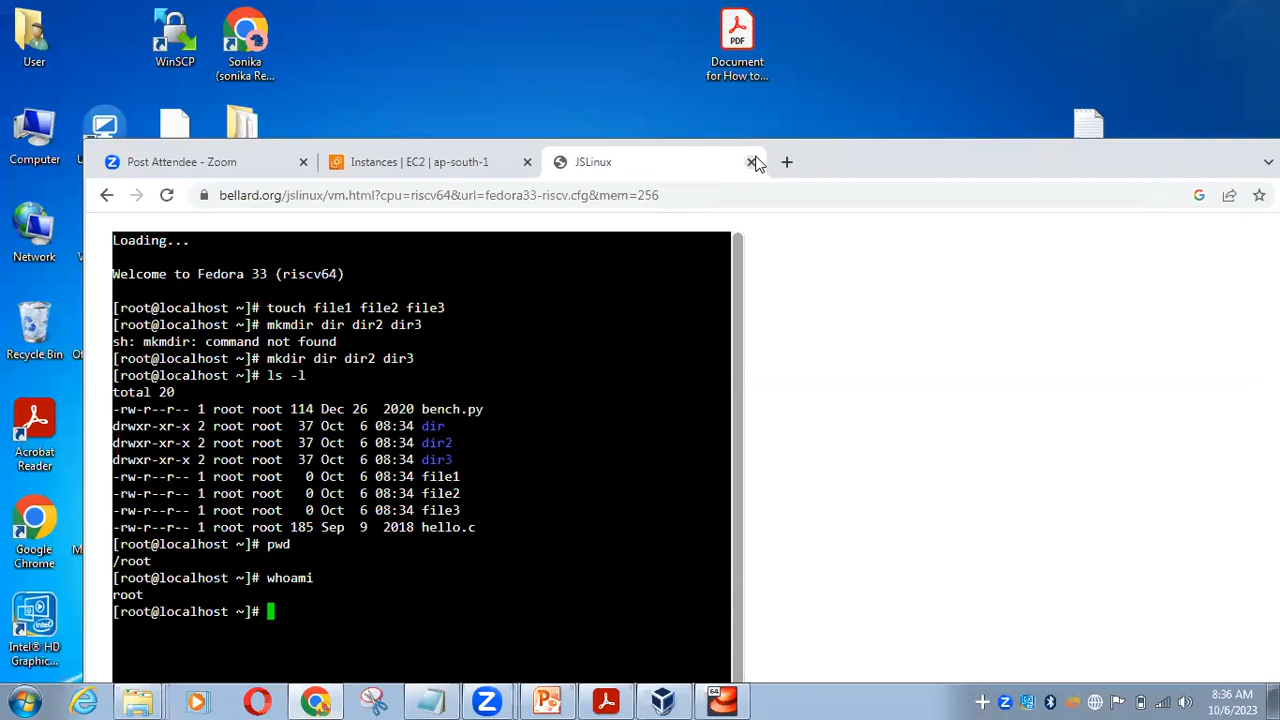 User
WinSCP
Sonika
(sonika Re...
PDF
Document
for How to...
Computer
Post Attendee - Zoom
Instances | EC2 | ap-south-1
JSLinux
bellard.org/jslinux/vm.html?cpu=riscv64&url=fedora33-riscv.cfg&mem=256
Network
Recycle Bin
Acrobat
Reader
Google
Chrome
Intel® HD
Graphic...
Loading...
Welcome to Fedora 33 (riscv64)
[root@localhost ~]# touch file1 file2 file3
[root@localhost ~]# mkmdir dir dir2 dir3
sh: mkmdir: command not found
[root@localhost ~]# mkdir dir dir2 dir3
[root@localhost ~]# ls -l
total 20
-rw-r--r-- 1 root root 114 Dec 26  2020 bench.py
drwxr-xr-x 2 root root  37 Oct  6 08:34 dir
drwxr-xr-x 2 root root  37 Oct  6 08:34 dir2
drwxr-xr-x 2 root root  37 Oct  6 08:34 dir3
-rw-r--r-- 1 root root   0 Oct  6 08:34 file1
-rw-r--r-- 1 root root   0 Oct  6 08:34 file2
-rw-r--r-- 1 root root   0 Oct  6 08:34 file3
-rw-r--r-- 1 root root 185 Sep  9  2018 hello.c
[root@localhost ~]# pwd
/root
[root@localhost ~]# whoami
root
[root@localhost ~]#
64
8:36 AM
10/6/2023